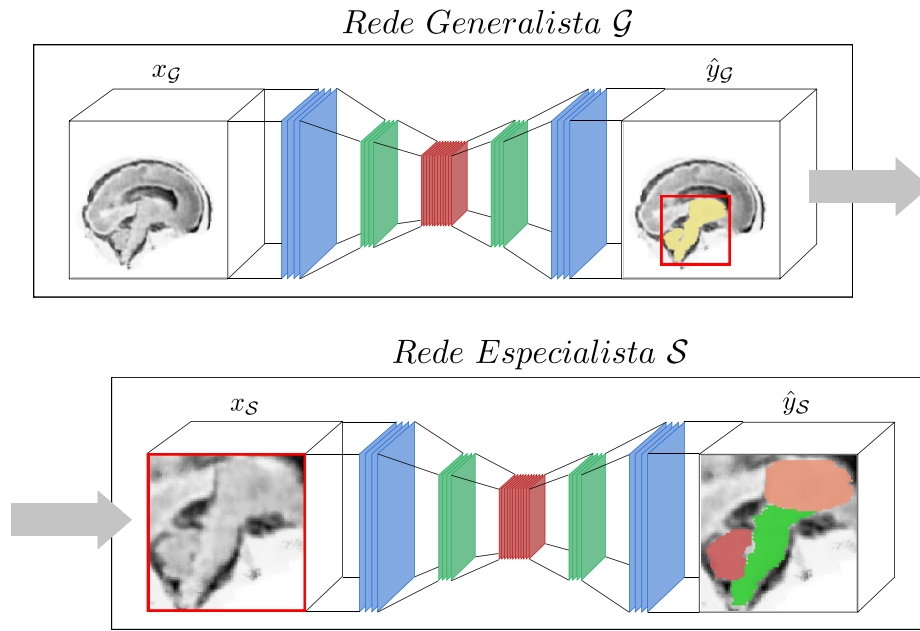 Rede Generalista 𝒢
x𝒢
ŷ𝒢
Rede Especialista 𝒮
x𝒮
ŷ𝒮